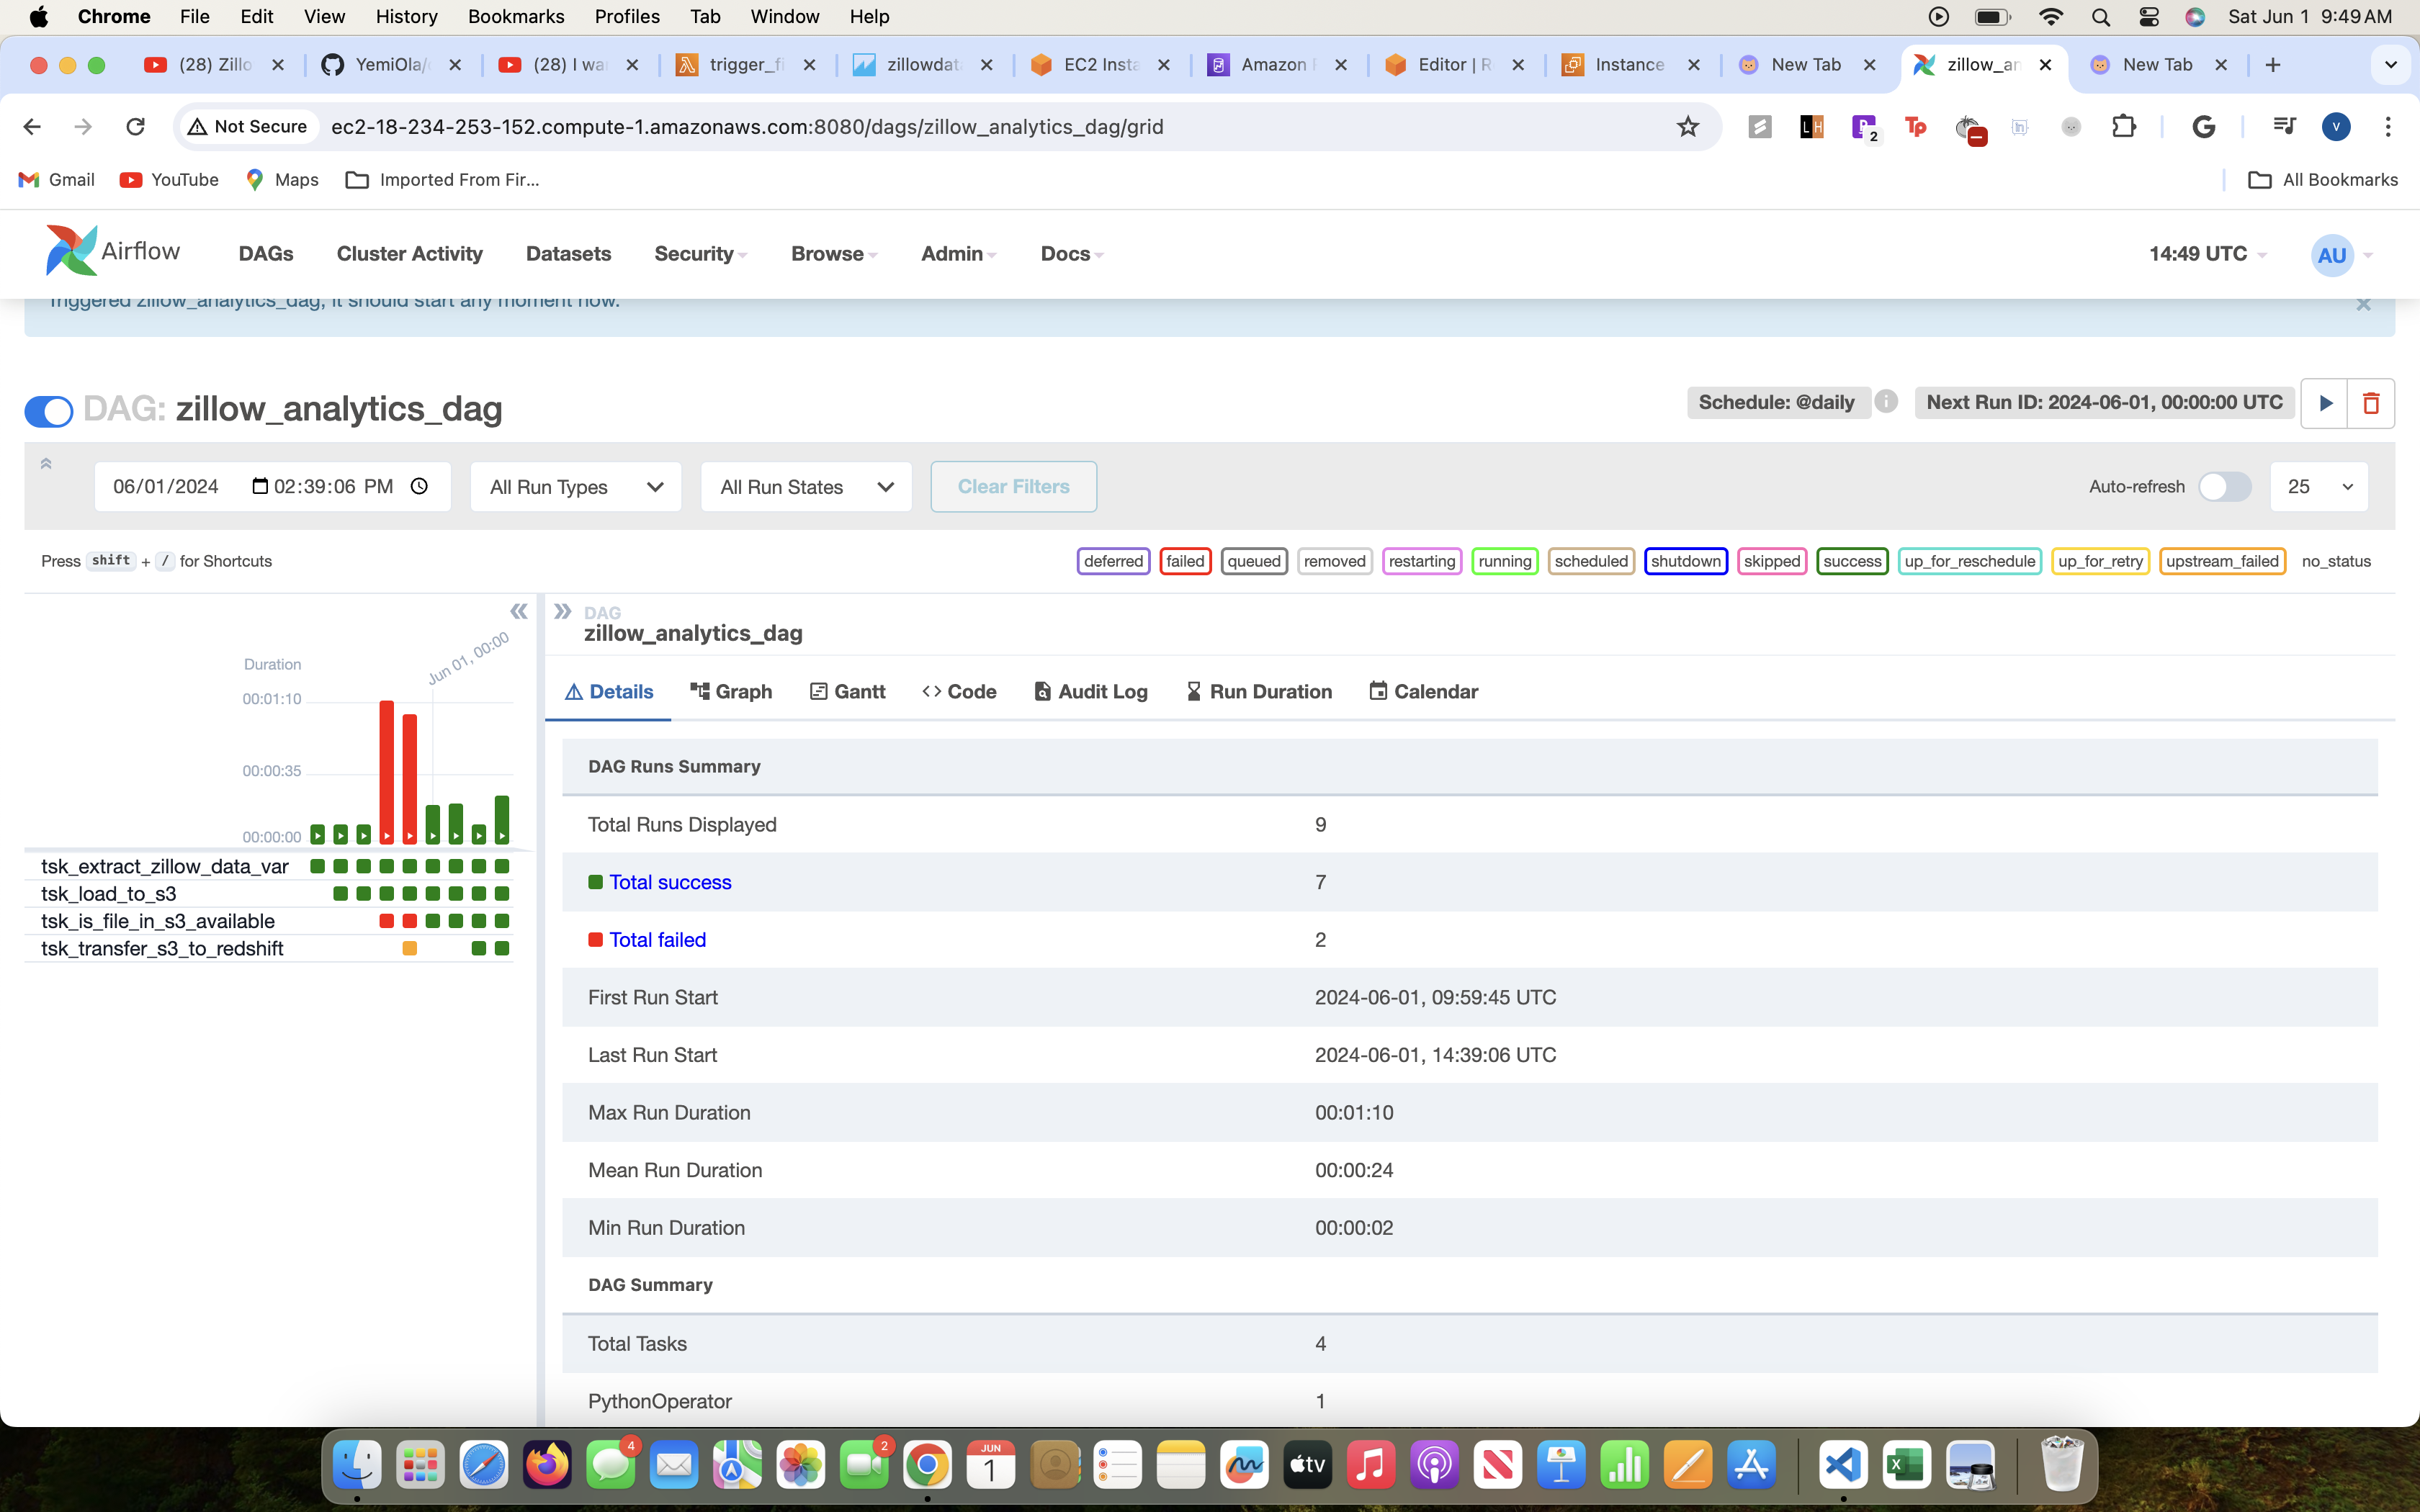 Chrome File Edit View History Bookmarks Profiles Tab Window Help Sat Jun 1 9:49 AM
(28) Zillo YemiOla/ (28) I wa trigger_fi zillowdat EC2 Insta Amazon Editor | R Instance New Tab zillow_an New Tab
Not Secure ec2-18-234-253-152.compute-1.amazonaws.com:8080/dags/zillow_analytics_dag/grid LH 2 Tp in G V
Gmail YouTube Maps Imported From Fir... All Bookmarks
Airflow DAGs Cluster Activity Datasets Security Browse Admin Docs 14:49 UTC AU
Triggered zillow_analytics_dag, it should start any moment now.
DAG: zillow_analytics_dag Schedule: @daily i Next Run ID: 2024-06-01, 00:00:00 UTC
06/01/2024 02:39:06 PM All Run Types All Run States Clear Filters Auto-refresh 25
Press shift + / for Shortcuts deferred failed queued removed restarting running scheduled shutdown skipped success up_for_reschedule up_for_retry upstream_failed no_status
DAG
zillow_analytics_dag
Jun 01, 00:00
Duration
00:01:10
00:00:35
00:00:00
tsk_extract_zillow_data_var
tsk_load_to_s3
tsk_is_file_in_s3_available
tsk_transfer_s3_to_redshift
Details Graph Gantt Code Audit Log Run Duration Calendar
DAG Runs Summary
Total Runs Displayed 9
Total success 7
Total failed 2
First Run Start 2024-06-01, 09:59:45 UTC
Last Run Start 2024-06-01, 14:39:06 UTC
Max Run Duration 00:01:10
Mean Run Duration 00:00:24
Min Run Duration 00:00:02
DAG Summary
Total Tasks 4
PythonOperator 1
4 2 JUN 1 tv X